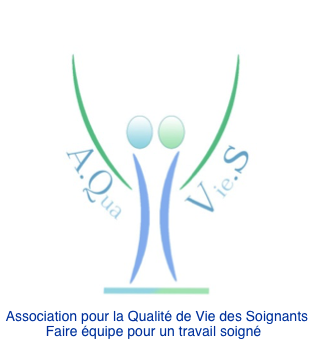 A.Qua
Vie.S
Association pour la Qualité de Vie des Soignants
Faire équipe pour un travail soigné